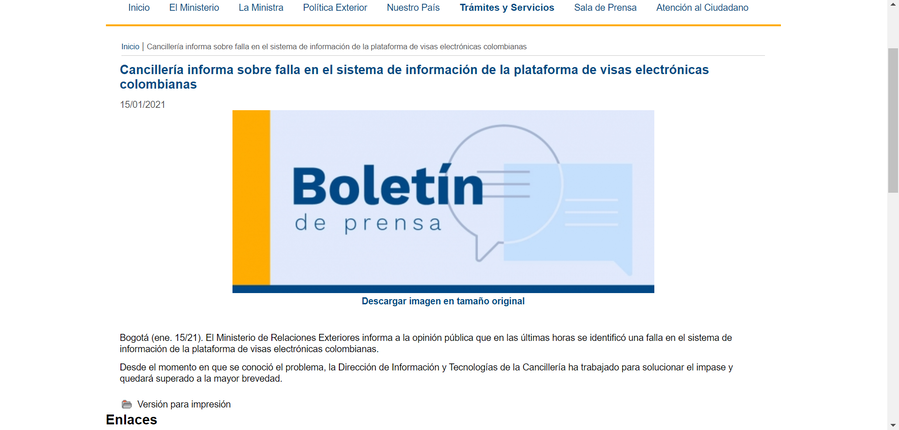 Inicio El Ministerio La Ministra Política Exterior Nuestro País Trámites y Servicios Sala de Prensa Atención al Ciudadano
Inicio | Cancillería informa sobre falla en el sistema de información de la plataforma de visas electrónicas colombianas
Cancillería informa sobre falla en el sistema de información de la plataforma de visas electrónicas
colombianas
15/01/2021
Boletín
de prensa
Descargar imagen en tamaño original
Bogotá (ene. 15/21). El Ministerio de Relaciones Exteriores informa a la opinión pública que en las últimas horas se identificó una falla en el sistema de
información de la plataforma de visas electrónicas colombianas.
Desde el momento en que se conoció el problema, la Dirección de Información y Tecnologías de la Cancillería ha trabajado para solucionar el impase y
quedará superado a la mayor brevedad.
Versión para impresión
Enlaces